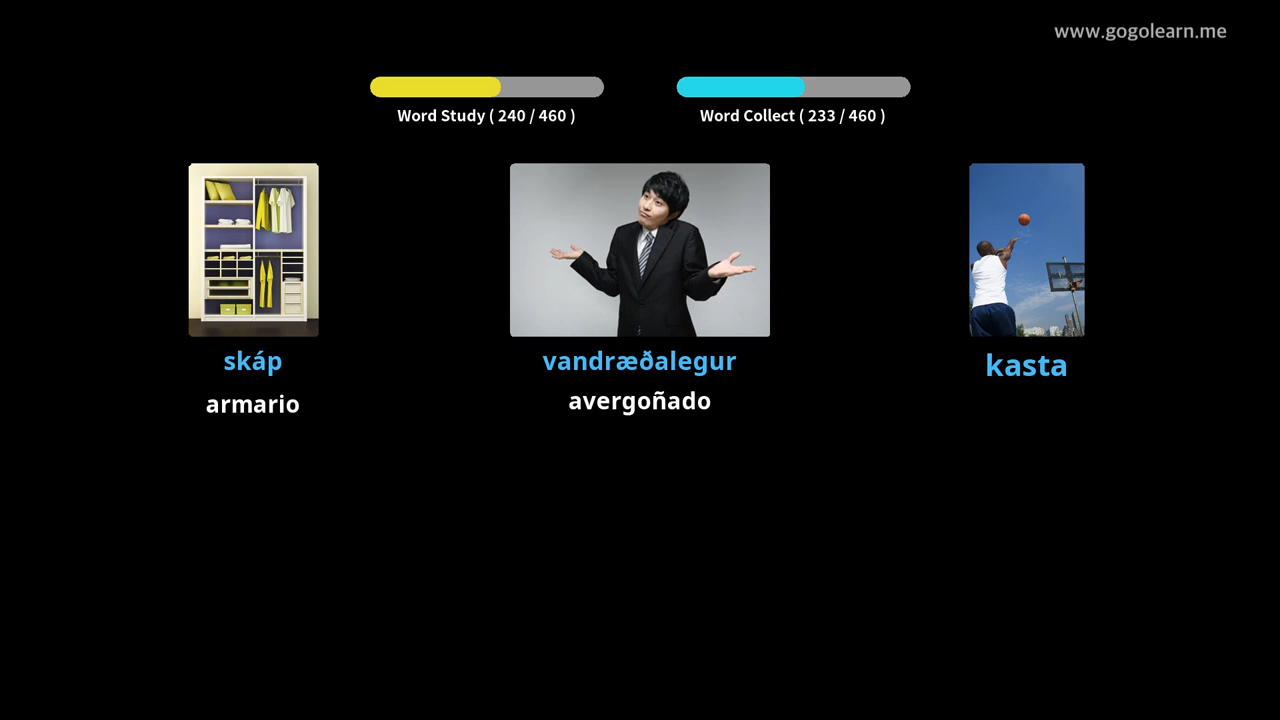 www.gogolearn.me
Word Study ( 240 / 460 )
Word Collect ( 233 / 460 )
skáp
armario
vandræðalegur
avergoñado
kasta